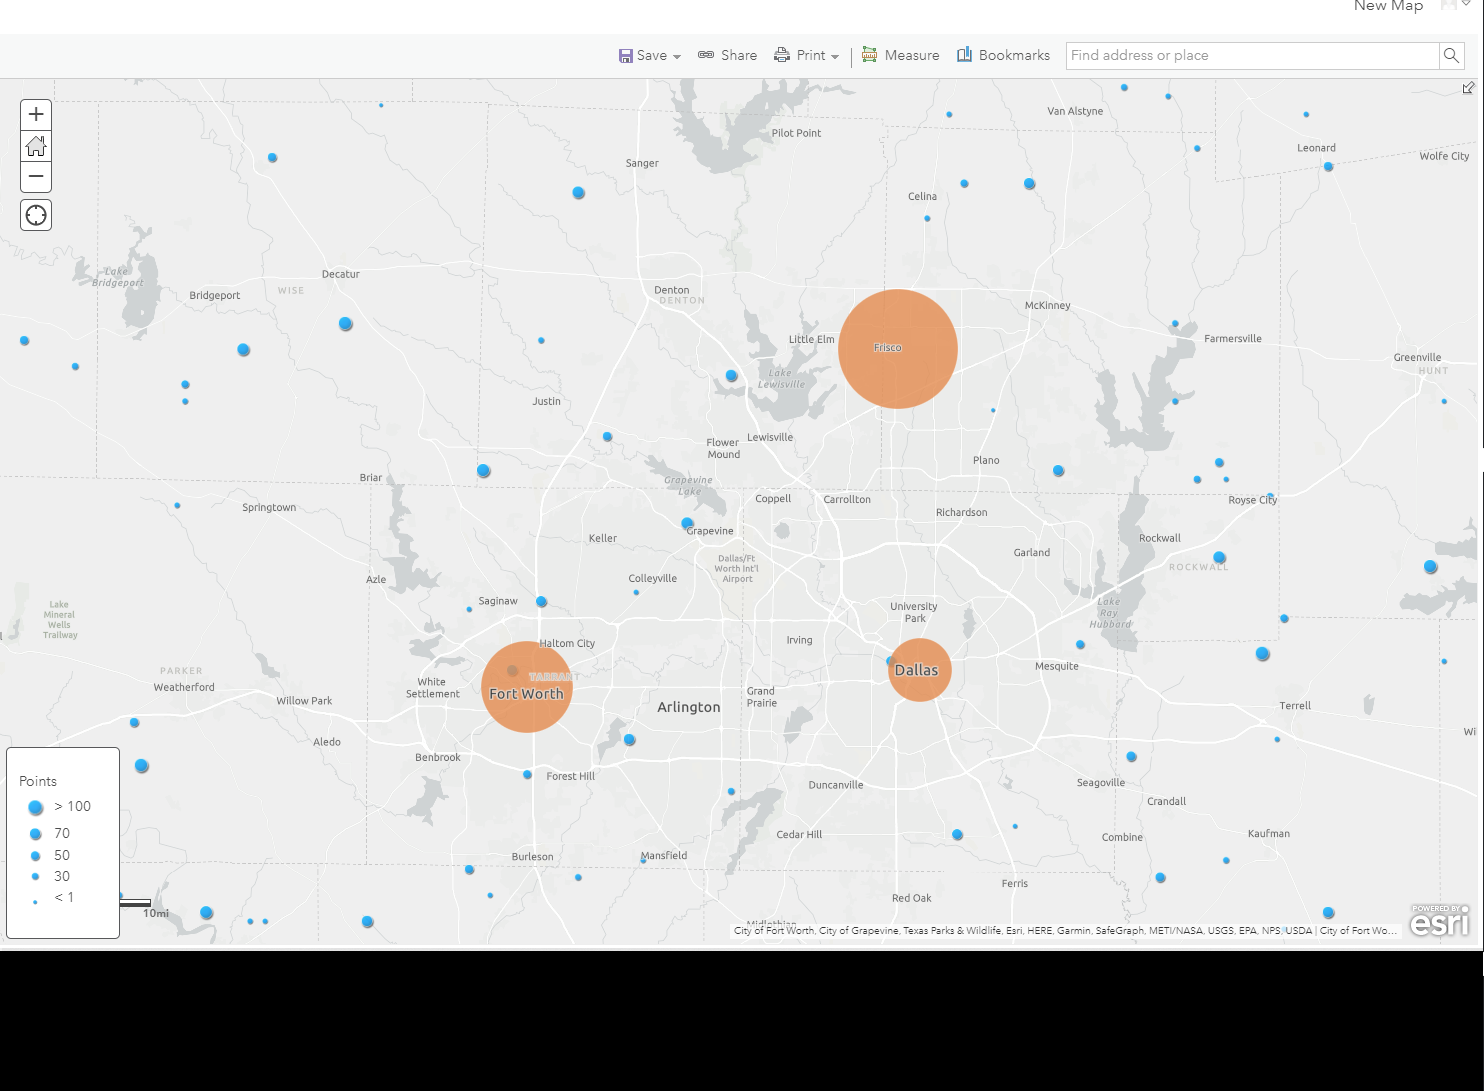 New Map
Save
Share
Print
Measure
Bookmarks
Find address or place
Van Alstyne
Pilot Point
Leonard
Wolfe City
Sanger
Celina
Lake
Bridgeport
Decatur
Bridgeport
WISE
Denton
DENTON
McKinney
Little Elm
Frisco
Farmersville
Greenville
HUNT
Lake
Lewisville
Justin
Flower
Mound
Lewisville
Plano
Briar
Grapevine
Lake
Coppell
Carrollton
Royse City
Springtown
Richardson
Keller
Grapevine
Rockwall
Garland
ROCKWALL
Dallas/Ft
Worth Int'l
Airport
Azle
Colleyville
Saginaw
Lake
Mineral
Wells
Trailway
University
Park
Lake
Ray
Hubbard
Haltom City
Irving
PARKER
Weatherford
White
Settlement
TARRAN
Fort Worth
Dallas
Mesquite
Willow Park
Arlington
Grand
Prairie
Terrell
Wi
Aledo
Benbrook
Forest Hill
Duncanville
Seagoville
Crandall
Points
> 100
70
50
30
< 1
Cedar Hill
Combine
Kaufman
Burleson
Mansfield
Ferris
Red Oak
10mi
Midlothian
City of Fort Worth, City of Grapevine, Texas Parks & Wildlife, Esri, HERE, Garmin, SafeGraph, METI/NASA, USGS, EPA, NPS, USDA | City of Fort Wo...
POWERED BY
esri